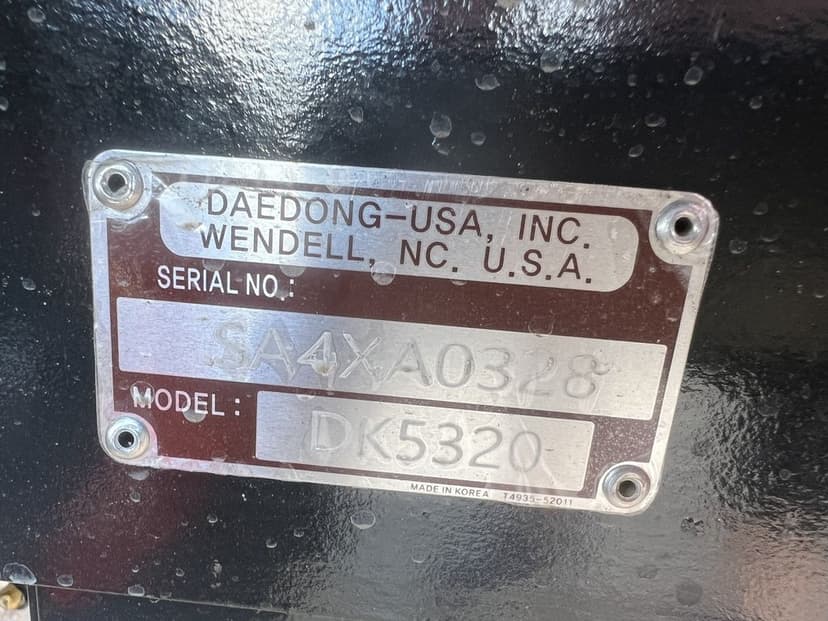 DAEDONG-USA, INC.
WENDELL, NC. U.S.A.
SERIAL NO.:
SA4XA0328
MODEL:
DK5320
MADE IN KOREA T4935-52011